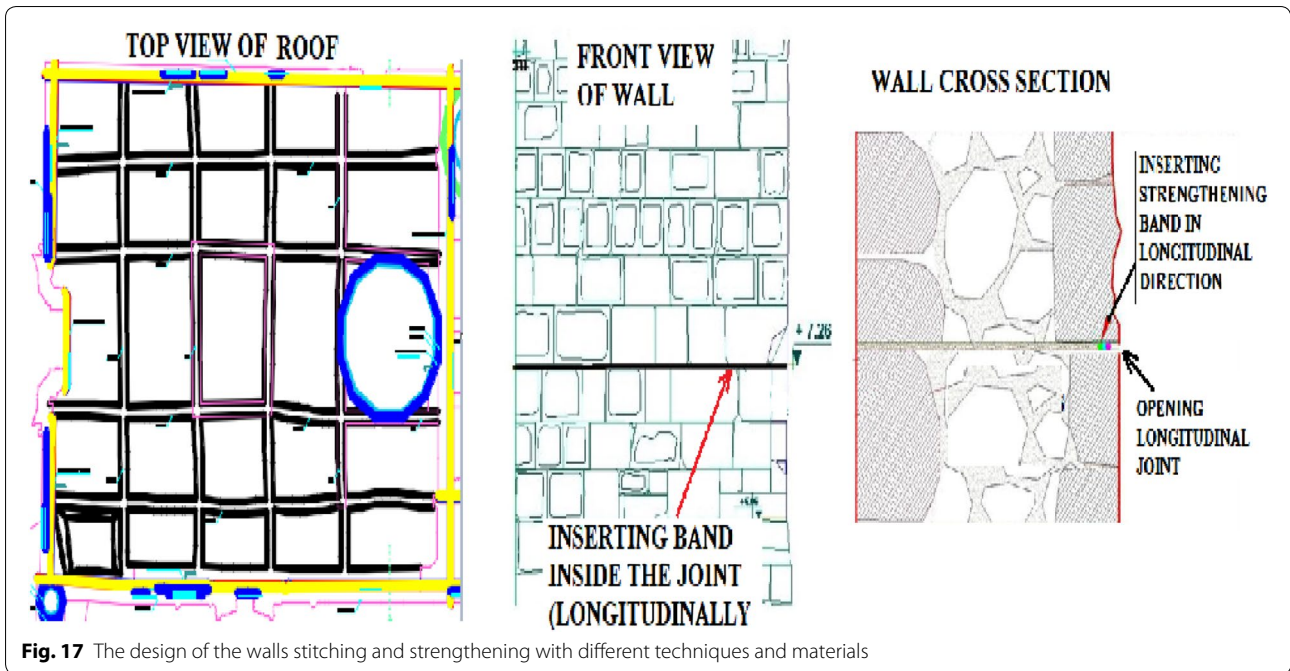 TOP VIEW OF ROOF
FRONT VIEW
OF WALL
+ 7.26
INSERTING BAND
INSIDE THE JOINT
(LONGITUDINALLY
WALL CROSS SECTION
INSERTING
STRENGTHENING
BAND IN
LONGITUDINAL
DIRECTION
OPENING
LONGITUDINAL
JOINT
Fig. 17 The design of the walls stitching and strengthening with different techniques and materials